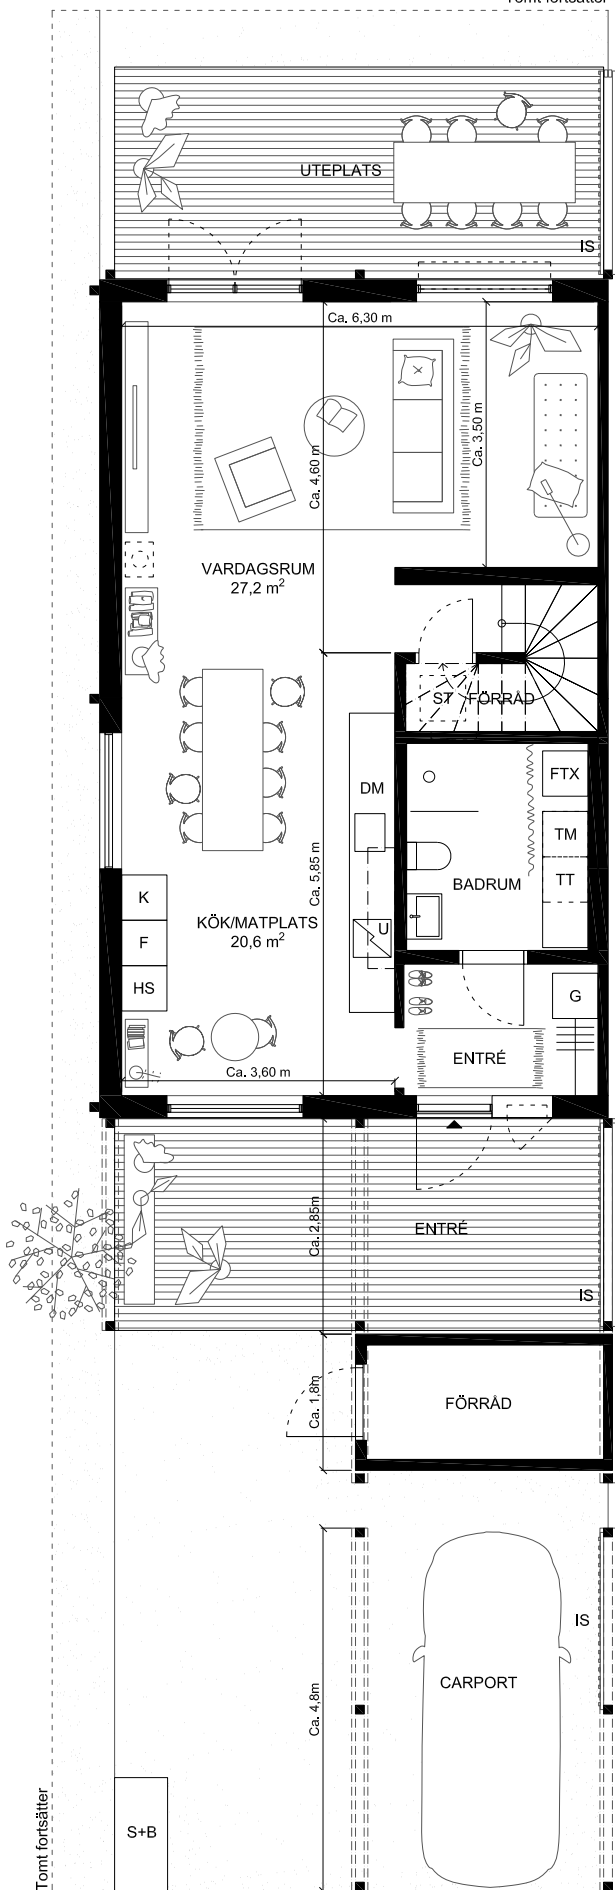 Tomt fortsätter
UTEPLATS
IS
Ca. 6,30 m
Ca. 4,60 m
Ca. 3,50 m
VARDAGSRUM
27,2 m²
ST
FÖRRÅD
DM
FTX
TM
TT
BADRUM
Ca. 5,85 m
K
F
HS
KÖK/MATPLATS
20,6 m²
U
G
ENTRÉ
Ca. 3,60 m
Ca. 2,85m
ENTRÉ
IS
Ca. 1,8m
FÖRRÅD
IS
CARPORT
Ca. 4,8m
S+B
Tomt fortsätter